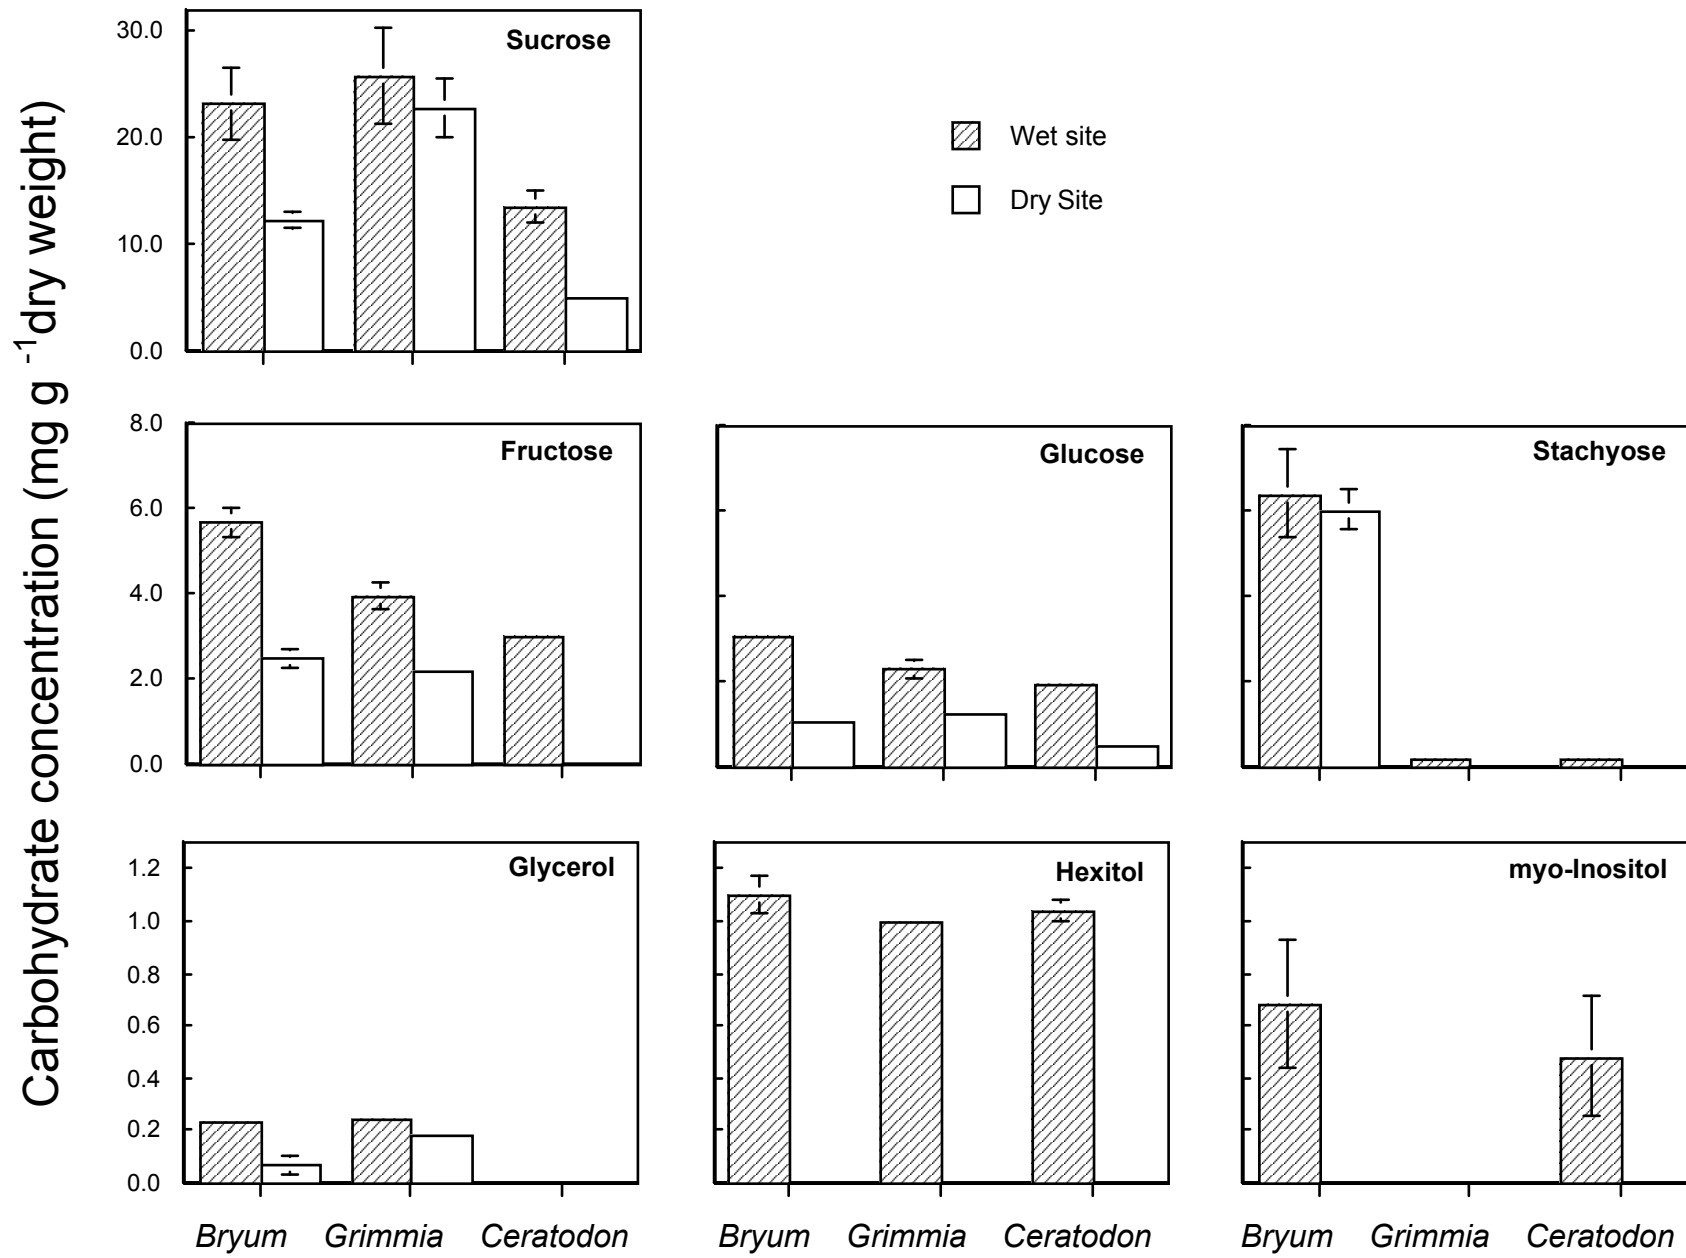 Carbohydrate concentration (mg g -1 dry weight)
Sucrose
30.0
20.0
10.0
0.0
Wet site
Dry Site
Fructose
8.0
6.0
4.0
2.0
0.0
Glucose
Stachyose
Glycerol
1.2
1.0
0.8
0.6
0.4
0.2
0.0
Hexitol
myo-Inositol
Bryum Grimmia Ceratodon
Bryum Grimmia Ceratodon
Bryum Grimmia Ceratodon